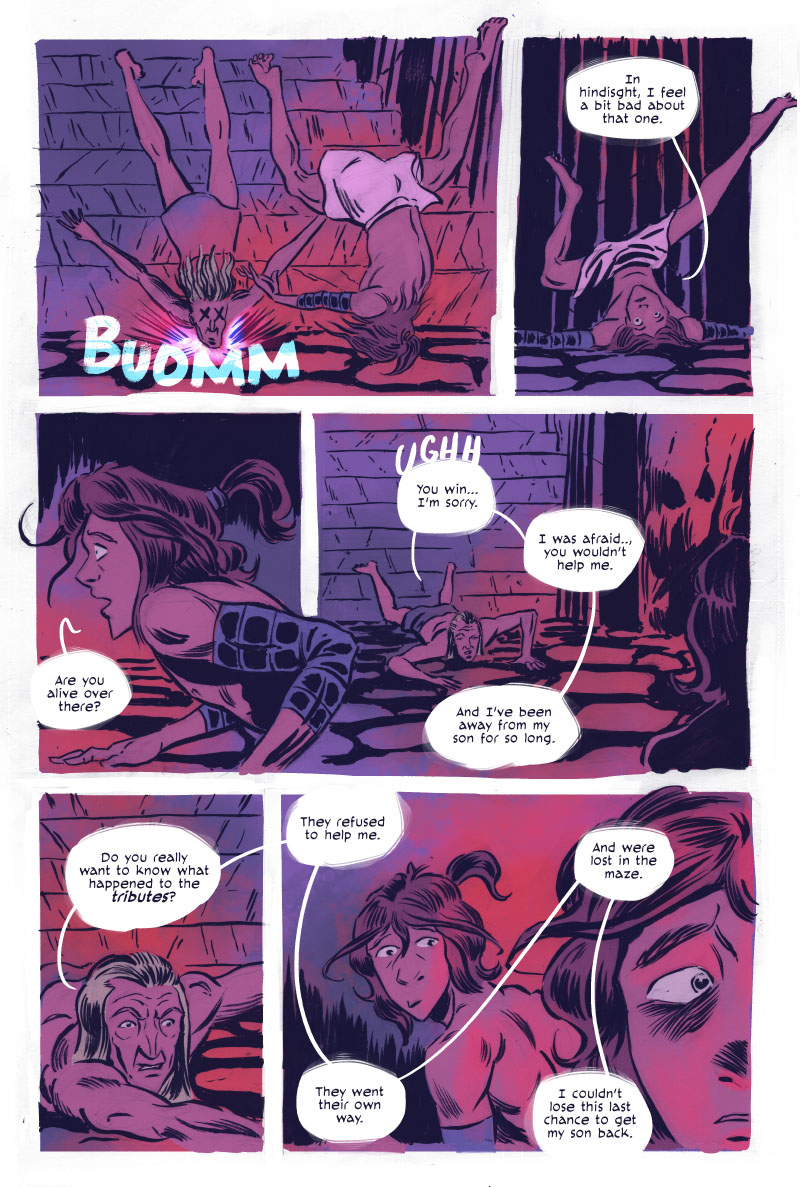 BUOMM
In
hindisght, I feel
a bit bad about
that one.
Are you
alive over
there?
UGHH
You win...
I'm sorry.
I was afraid..,
you wouldn't
help me.
And I've been
away from my
son for so long.
Do you really
want to know what
happened to the
tributes?
They refused
to help me.
They went
their own
way.
And were
lost in the
maze.
I couldn't
lose this last
chance to get
my son back.